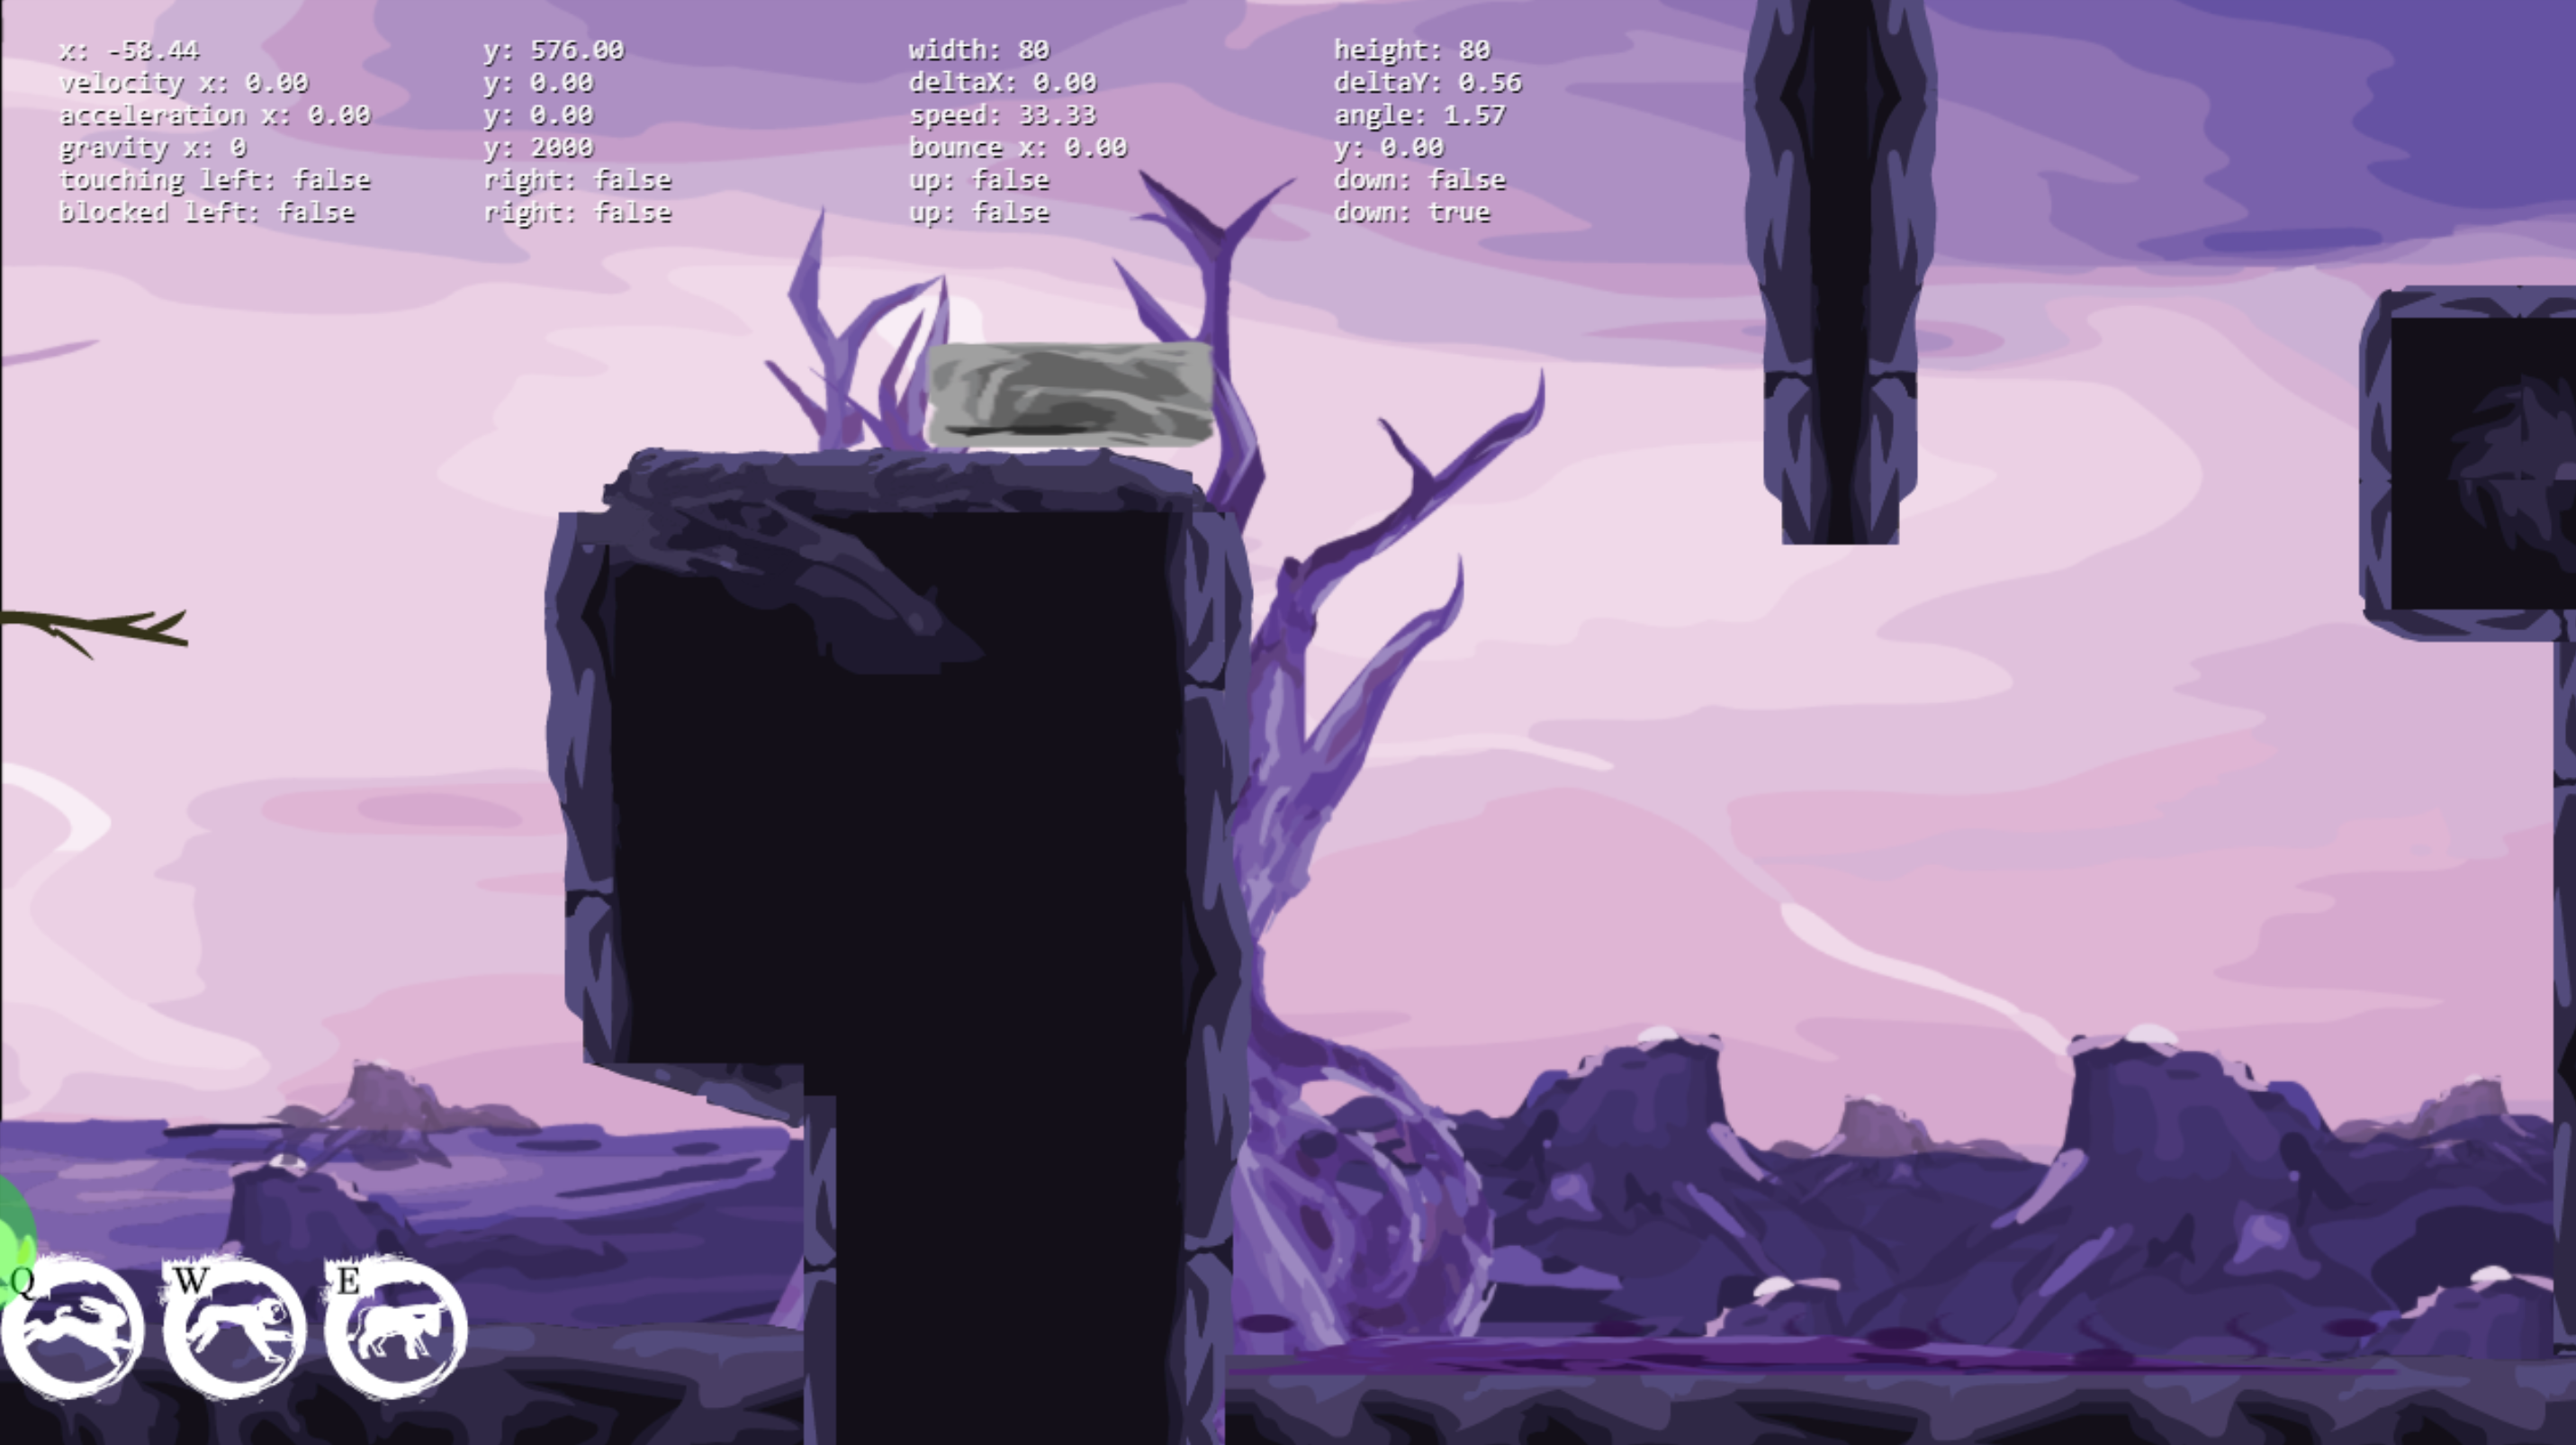 x: -58.44 y: 576.00 width: 80 height: 80
velocity x: 0.00 y: 0.00 deltaX: 0.00 deltaY: 0.56
acceleration x: 0.00 y: 0.00 speed: 33.33 angle: 1.57
gravity x: 0 y: 2000 bounce x: 0.00 y: 0.00
touching left: false right: false up: false down: false
blocked left: false right: false up: false down: true
Q W E